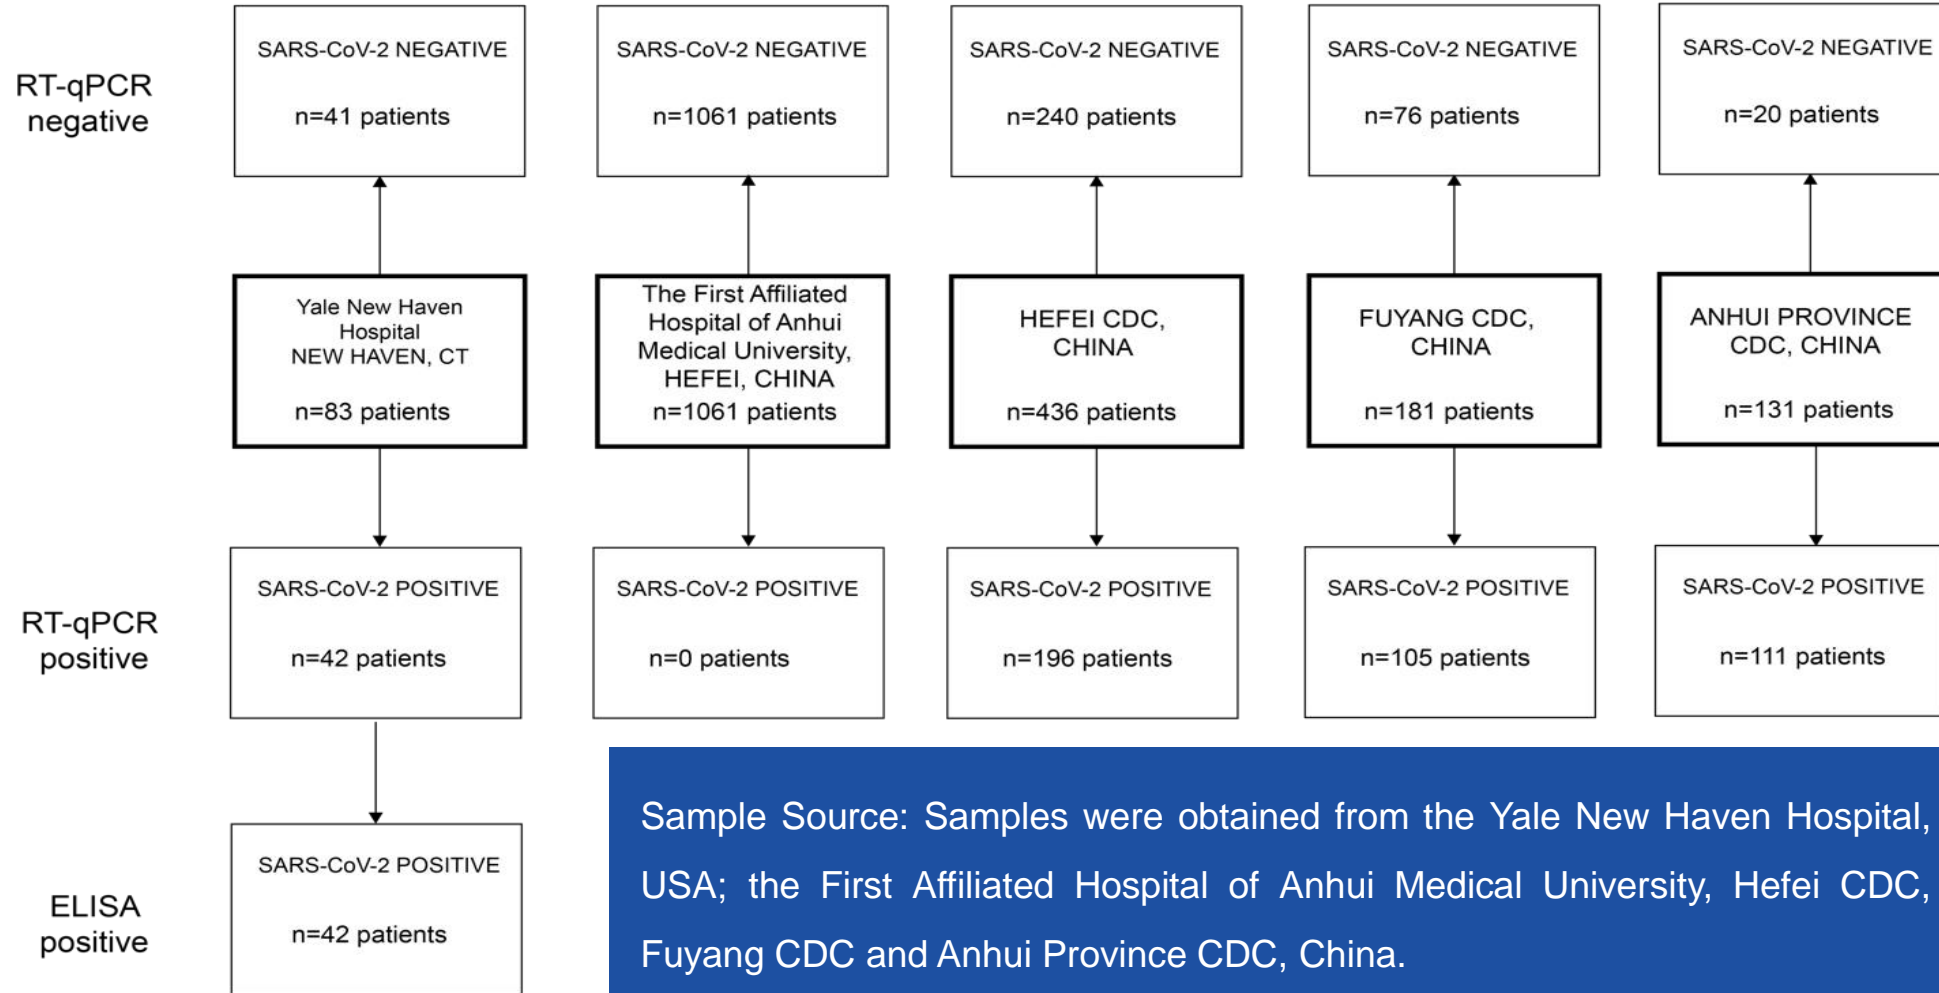 RT-qPCR
negative
SARS-CoV-2 NEGATIVE
n=41 patients
SARS-CoV-2 NEGATIVE
n=1061 patients
SARS-CoV-2 NEGATIVE
n=240 patients
SARS-CoV-2 NEGATIVE
n=76 patients
SARS-CoV-2 NEGATIVE
n=20 patients
Yale New Haven
Hospital
NEW HAVEN, CT
n=83 patients
The First Affiliated
Hospital of Anhui
Medical University,
HEFEI, CHINA
n=1061 patients
HEFEI CDC,
CHINA
n=436 patients
FUYANG CDC,
CHINA
n=181 patients
ANHUI PROVINCE
CDC, CHINA
n=131 patients
RT-qPCR
positive
SARS-CoV-2 POSITIVE
n=42 patients
SARS-CoV-2 POSITIVE
n=0 patients
SARS-CoV-2 POSITIVE
n=196 patients
SARS-CoV-2 POSITIVE
n=105 patients
SARS-CoV-2 POSITIVE
n=111 patients
ELISA
positive
SARS-CoV-2 POSITIVE
n=42 patients
Sample Source: Samples were obtained from the Yale New Haven Hospital,
USA; the First Affiliated Hospital of Anhui Medical University, Hefei CDC,
Fuyang CDC and Anhui Province CDC, China.